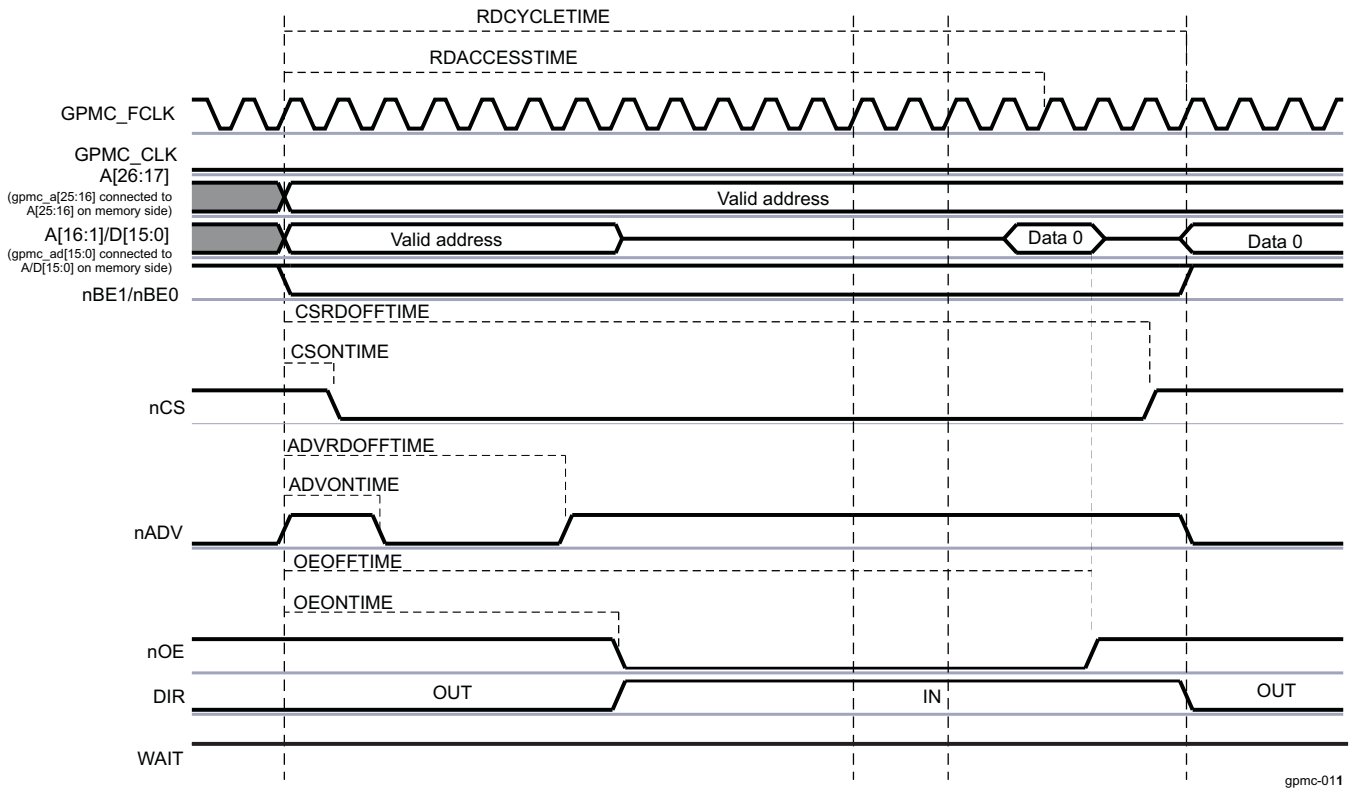 RDCYCLETIME
RDACCESSTIME
GPMC_FCLK
GPMC_CLK
A[26:17]
(gpmc_a[25:16] connected to
A[25:16] on memory side)
Valid address
A[16:1]/D[15:0]
(gpmc_ad[15:0] connected to
A/D[15:0] on memory side)
Valid address
Data 0
Data 0
nBE1/nBE0
CSRDOFFTIME
CSONTIME
nCS
ADVRDOFFTIME
ADVONTIME
nADV
OEOFFTIME
OEONTIME
nOE
DIR
OUT
IN
OUT
WAIT
gpmc-011